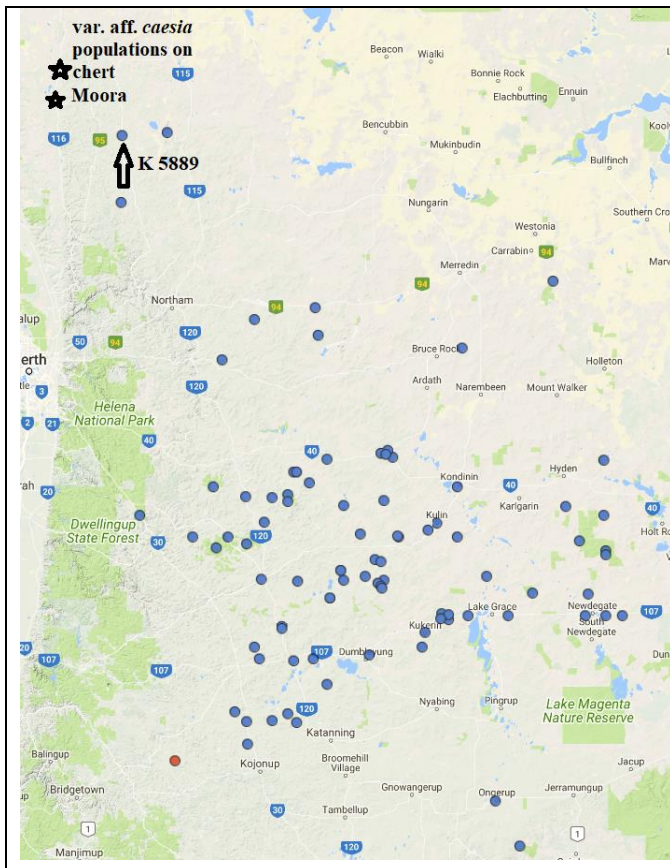 var. aff. caesia
populations on
chert
Moora
K 5889
Beacon
Wialki
Bonnie Rock
Elachbutting
Ennuin
115
Bencubbin
Mukinbudin
Kool
Bullfinch
116
95
115
Nungarin
Southern Cro
Westonia
Carrabin
94
Marv
Merredin
94
Northam
94
alup
50
94
120
erth
Bruce Rock
Holleton
tle
3
120
Ardath
Narembeen
Mount Walker
Helena
National Park
2
21
40
40
Hyden
rah
20
Kondinin
40
Karlgarin
40
Dwellingup
State Forest
30
120
Kulin
Holt Ro
V
Lake Grace
Newdegate
107
Kukerin
South
Newdegate
20
107
107
Dumbleyung
Dun
120
Nyabing
Pingrup
Lake Magenta
Nature Reserve
Katanning
Balingup
Kojonup
Broomehill
Village
Jacup
up
Bridgetown
Gnowangerup
Ongerup
Jerramungup
30
Tambellup
1
1
Manjimup
120